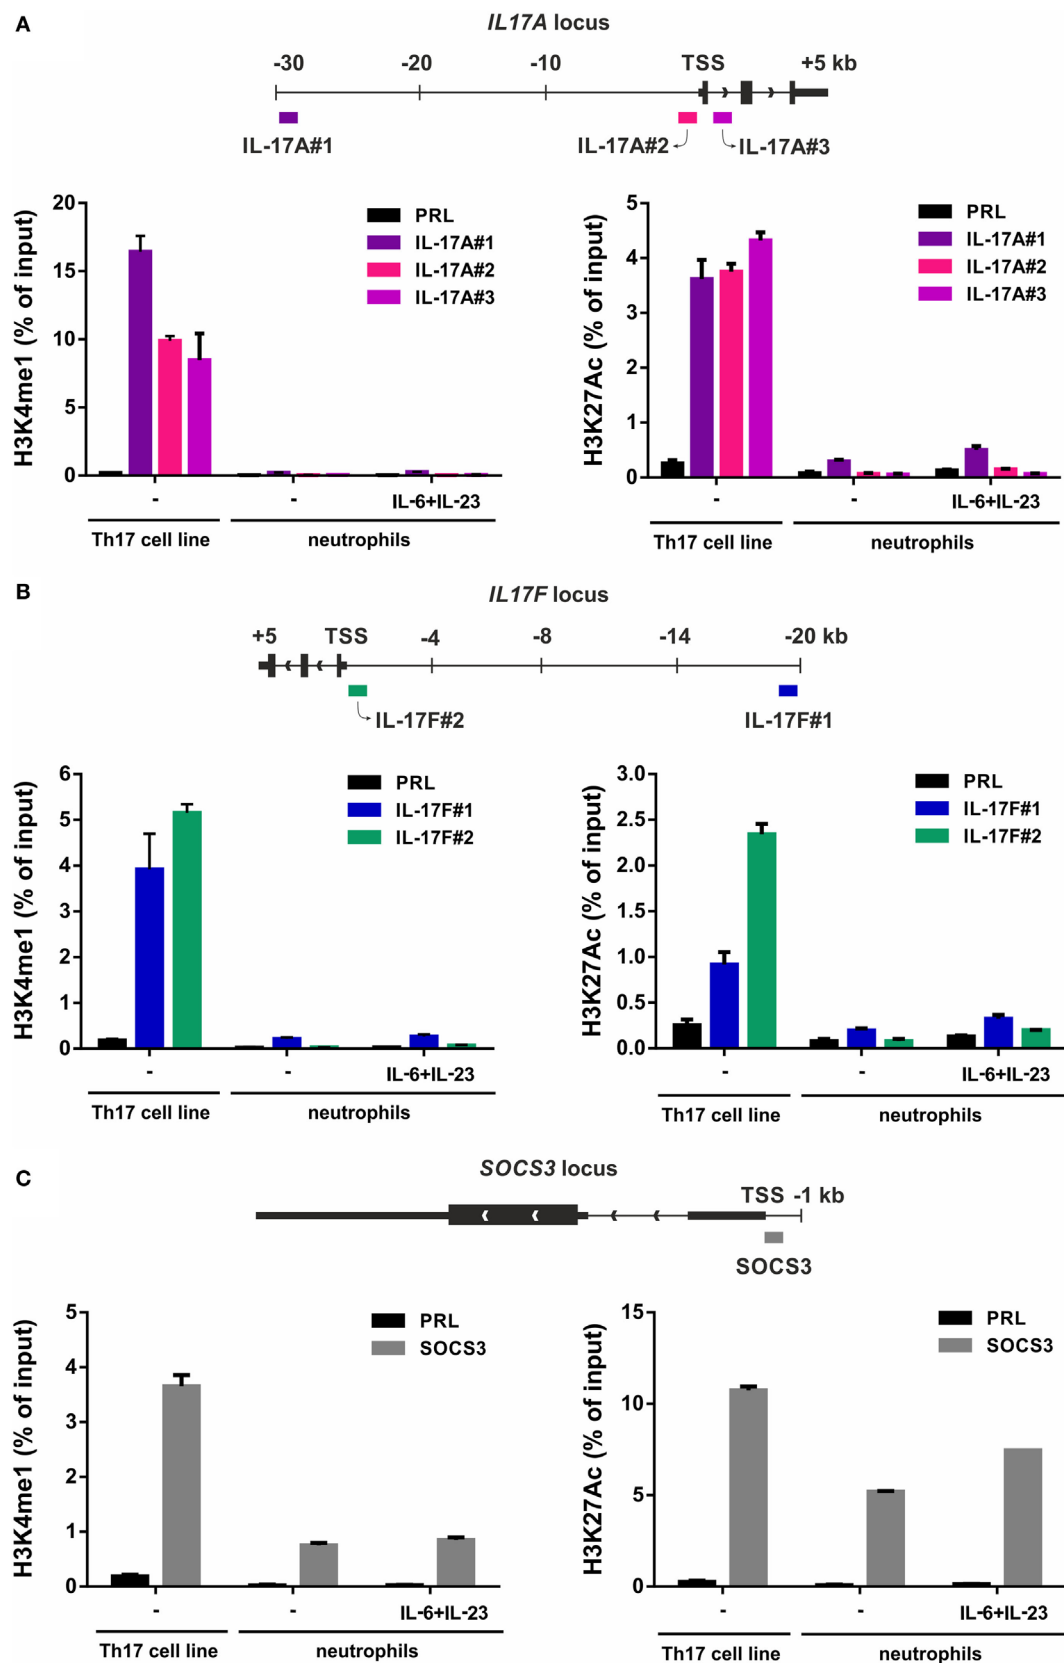 A
IL17A locus
-30 -20 -10 TSS +5 kb
IL-17A#1 IL-17A#2 IL-17A#3
H3K4me1 (% of input)
20
15
10
5
0
PRL
IL-17A#1
IL-17A#2
IL-17A#3
- - IL-6+IL-23
Th17 cell line neutrophils
H3K27Ac (% of input)
5
4
3
2
1
0
PRL
IL-17A#1
IL-17A#2
IL-17A#3
- - IL-6+IL-23
Th17 cell line neutrophils
B
IL17F locus
+5 TSS -4 -8 -14 -20 kb
IL-17F#2 IL-17F#1
H3K4me1 (% of input)
6
5
4
3
2
1
0
PRL
IL-17F#1
IL-17F#2
- - IL-6+IL-23
Th17 cell line neutrophils
H3K27Ac (% of input)
3.0
2.5
2.0
1.5
1.0
0.5
0.0
PRL
IL-17F#1
IL-17F#2
- - IL-6+IL-23
Th17 cell line neutrophils
C
SOCS3 locus
TSS -1 kb
SOCS3
H3K4me1 (% of input)
5
4
3
2
1
0
PRL
SOCS3
- - IL-6+IL-23
Th17 cell line neutrophils
H3K27Ac (% of input)
15
10
5
0
PRL
SOCS3
- - IL-6+IL-23
Th17 cell line neutrophils